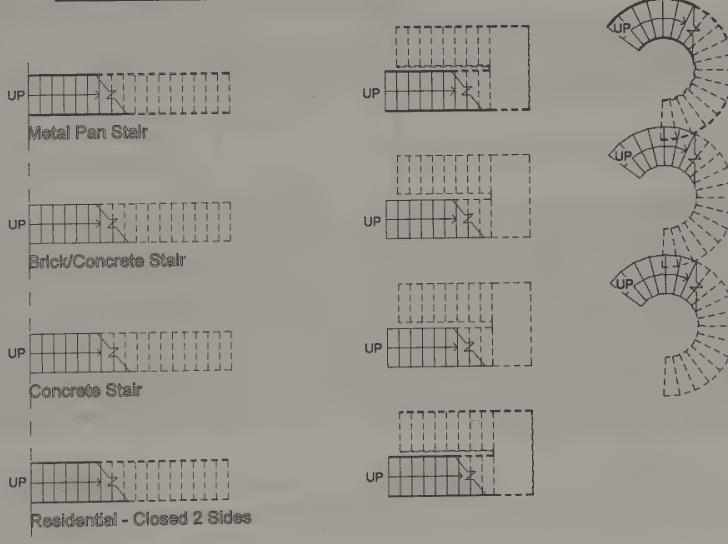 UP
UP
UP
Metal Pan Stair
UP
UP
UP
Brick/Concrete Stair
UP
UP
UP
Concrete Stair
UP
UP
Residential - Closed 2 Sides